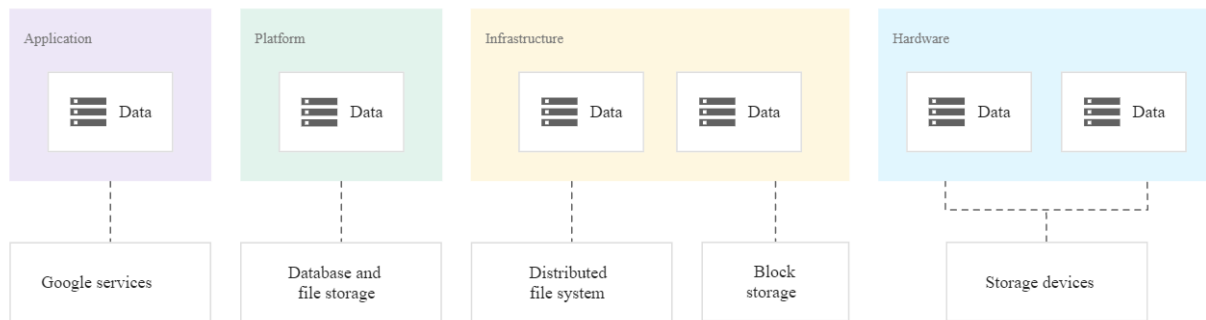 Application
Platform
Infrastructure
Hardware
Data
Data
Data
Data
Data
Data
Google services
Database and
file storage
Distributed
file system
Block
storage
Storage devices